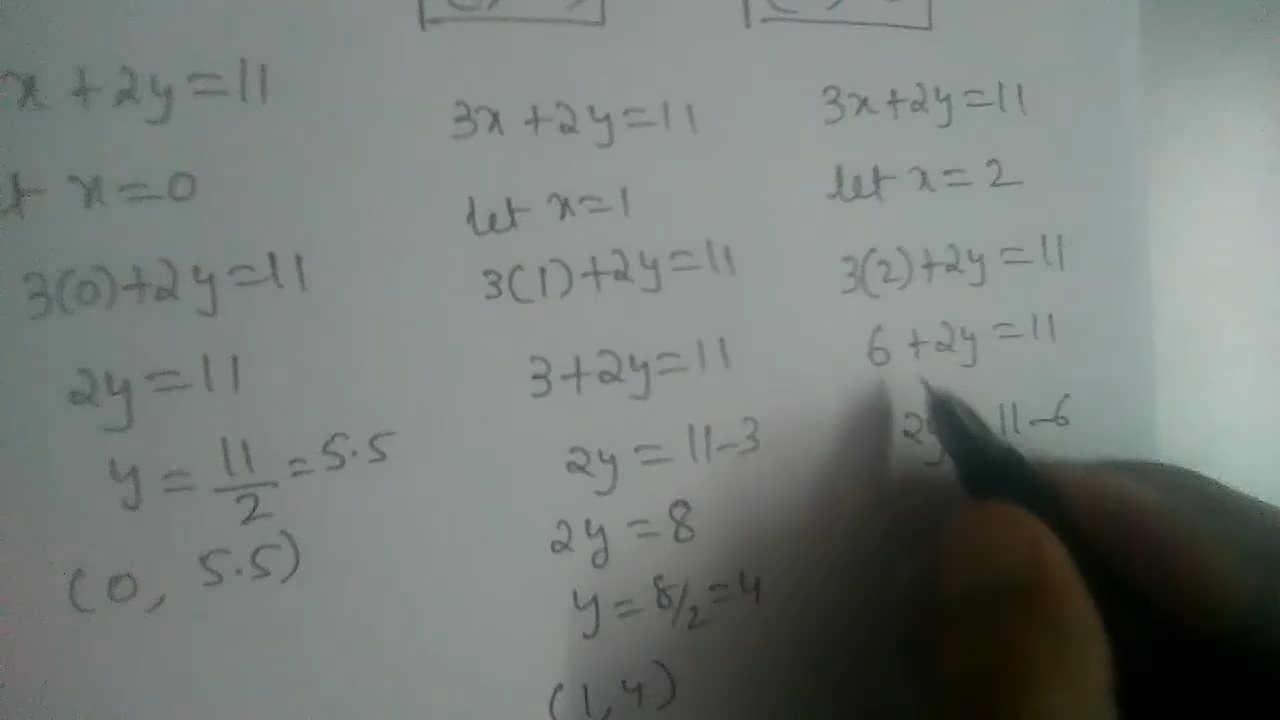 x + 2y = 11
t x = 0
3(0) + 2y = 11
2y = 11
y = 11/2 = 5.5
(0, 5.5)
3x + 2y = 11
let x = 1
3(1) + 2y = 11
3 + 2y = 11
2y = 11 - 3
2y = 8
y = 8/2 = 4
(1, 4)
3x + 2y = 11
let x = 2
3(2) + 2y = 11
6 + 2y = 11
2y 11 - 6